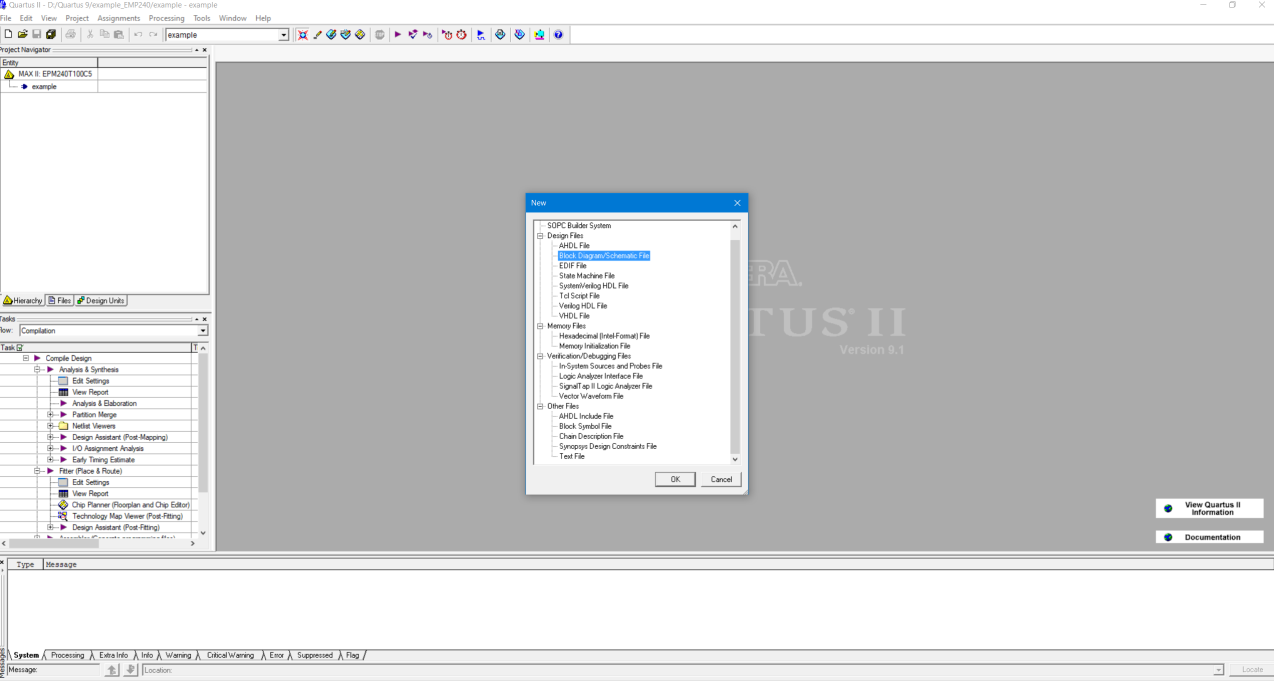 Quartus II - D:/Quartus 9/example_EMP240/example - example
File Edit View Project Assignments Processing Tools Window Help
example
Project Navigator
Entity
MAX II: EPM240T100C5
example
Hierarchy Files Design Units
Tasks
Flow: Compilation
Task
Compile Design
Analysis & Synthesis
Edit Settings
View Report
Analysis & Elaboration
Partition Merge
Netlist Viewers
Design Assistant (Post-Mapping)
I/O Assignment Analysis
Early Timing Estimate
Fitter (Place & Route)
Edit Settings
View Report
Chip Planner (Floorplan and Chip Editor)
Technology Map Viewer (Post-Fitting)
Design Assistant (Post-Fitting)
Assembler (Generate programming files)
New
SOPC Builder System
Design Files
AHDL File
Block Diagram/Schematic File
EDIF File
State Machine File
SystemVerilog HDL File
Tcl Script File
Verilog HDL File
VHDL File
Memory Files
Hexadecimal (Intel-Format) File
Memory Initialization File
Verification/Debugging Files
In-System Sources and Probes File
Logic Analyzer Interface File
SignalTap II Logic Analyzer File
Vector Waveform File
Other Files
AHDL Include File
Block Symbol File
Chain Description File
Synopsys Design Constraints File
Text File
OK Cancel
ERA.
TUS II
Version 9.1
View Quartus II
Information
Documentation
Type Message
System Processing Extra Info Info Warning Critical Warning Error Suppressed Flag
Messages
Message: Location: Locate